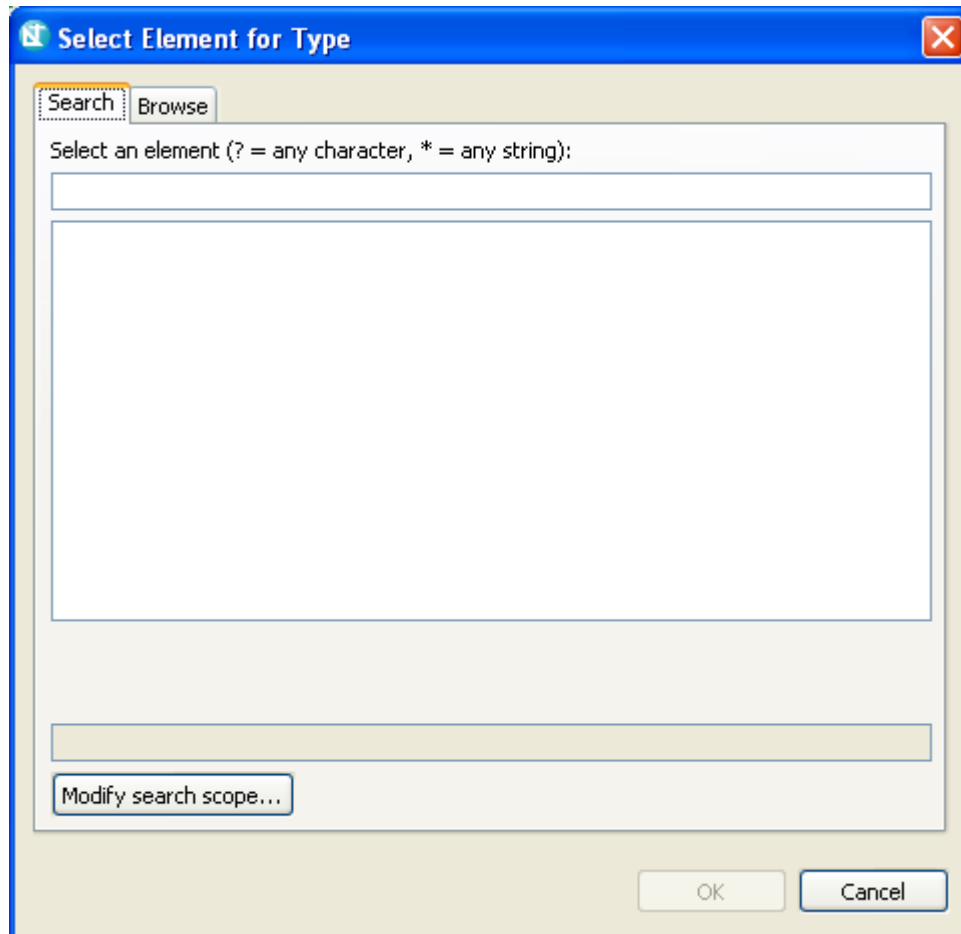 Select Element for Type
Search
Browse
Select an element (? = any character, * = any string):
Modify search scope...
OK
Cancel